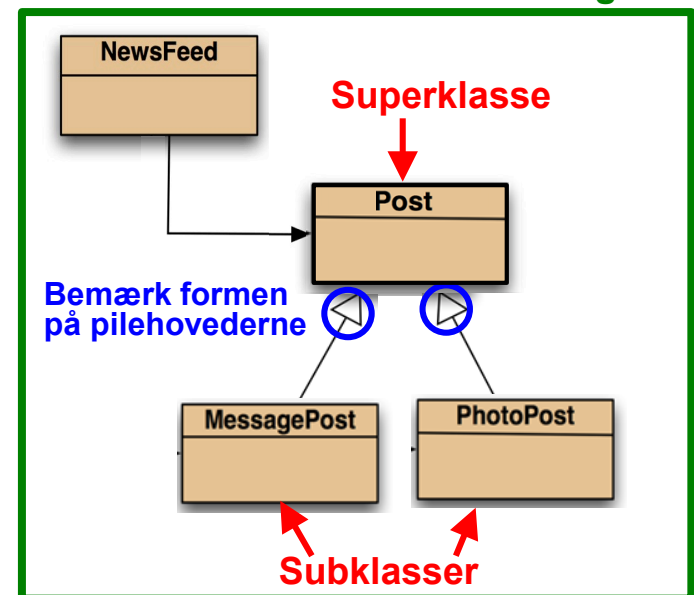 NewsFeed
Superklasse
Post
Bemærk formen
på pilehovederne
MessagePost
PhotoPost
Subklasser